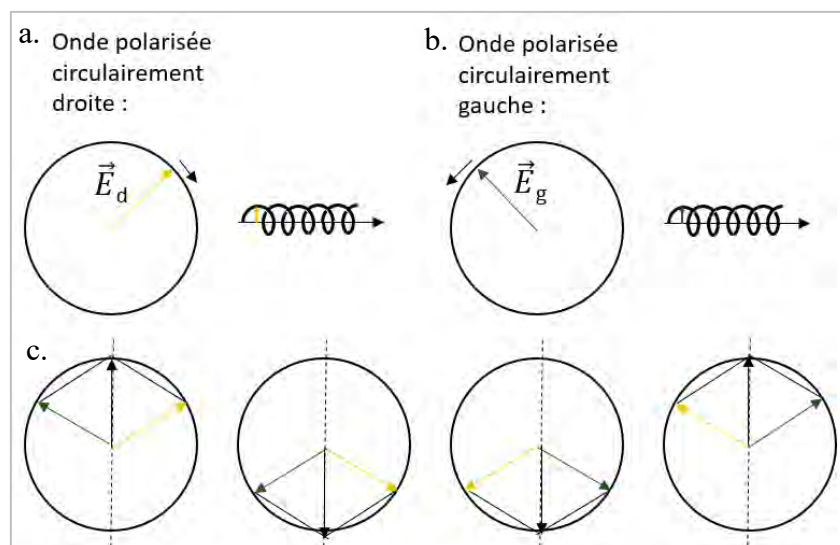 a. Onde polarisée
circulairement
droite :
E⃗d
b. Onde polarisée
circulairement
gauche :
E⃗g
c.